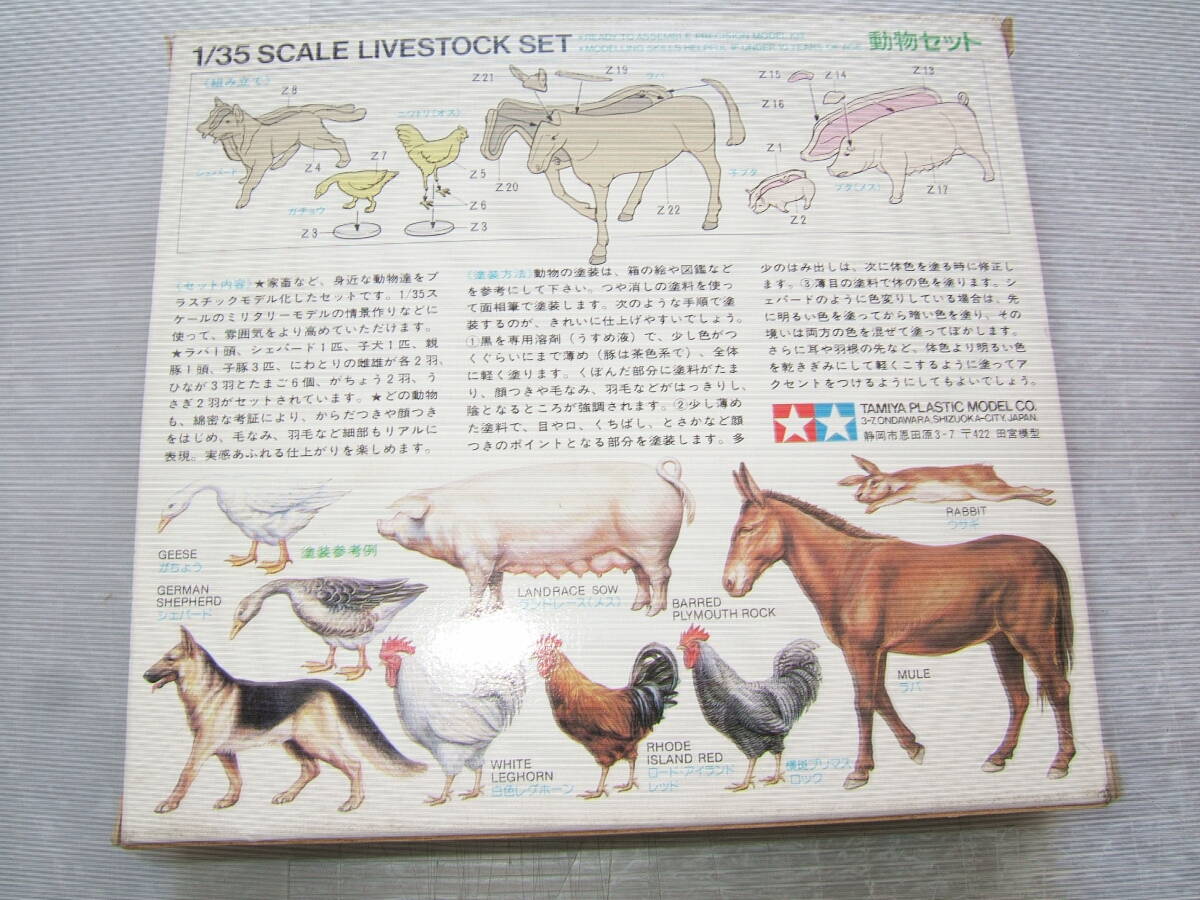 1/35 SCALE LIVESTOCK SET
★READY TO ASSEMBLE PRECISION MODEL KIT
★MODELLING SKILLS HELPFUL IF UNDER 10 YEARS OF AGE
動物セット
《組み立て》
Z8
Z21
Z19
ラバ
Z15
Z14
Z13
ニワトリ(オス)
Z16
シェパード
Z4
Z7
Z5
Z1
子ブタ
ブタ(メス)
ガチョウ
Z6
Z20
Z22
Z2
Z17
Z3
Z3
《セット内容》★家畜など、身近な動物達をプ
ラスチックモデル化したセットです。1/35ス
ケールのミリタリーモデルの情景作りなどに
使って、雰囲気をより高めていただけます。
★ラバ1頭、シェパード1匹、子犬1匹、親
豚1頭、子豚3匹、にわとりの雌雄が各2羽、
ひなが3羽とたまご6個、がちょう2羽、う
さぎ2羽がセットされています。★どの動物
も、綿密な考証により、からだつきや顔つき
をはじめ、毛なみ、羽毛など細部もリアルに
表現。実感あふれる仕上がりを楽しめます。
《塗装方法》動物の塗装は、箱の絵や図鑑など
を参考にして下さい。つや消しの塗料を使っ
て面相筆で塗装します。次のような手順で塗
装するのが、きれいに仕上げやすいでしょう。
①黒を専用溶剤(うすめ液)で、少し色がつ
くぐらいにまで薄め(豚は茶色系で)、全体
に軽く塗ります。くぼんだ部分に塗料がたま
り、顔つきや毛なみ、羽毛などがはっきりし、
陰となるところが強調されます。②少し薄め
た塗料で、目や口、くちばし、とさかなど顔
つきのポイントとなる部分を塗装します。多
少のはみ出しは、次に体色を塗る時に修正し
ます。③薄目の塗料で体の色を塗ります。シ
ェパードのように色変りしている場合は、先
に明るい色を塗ってから暗い色を塗り、その
境いは両方の色を混ぜて塗ってぼかします。
さらに耳や羽根の先など、体色より明るい色
を乾きぎみにして軽くこするように塗ってア
クセントをつけるようにしてもよいでしょう。
TAMIYA PLASTIC MODEL CO.
3-7, ONDAWARA, SHIZUOKA-CITY, JAPAN.
静岡市恩田原3-7 〒422 田宮模型
RABBIT
ウサギ
GEESE
がちょう
塗装参考例
GERMAN
SHEPHERD
シェパード
LANDRACE SOW
ランドレース(メス)
BARRED
PLYMOUTH ROCK
MULE
ラバ
WHITE
LEGHORN
白色レグホーン
RHODE
ISLAND RED
ロード・アイランド
レッド
横斑プリマス
ロック